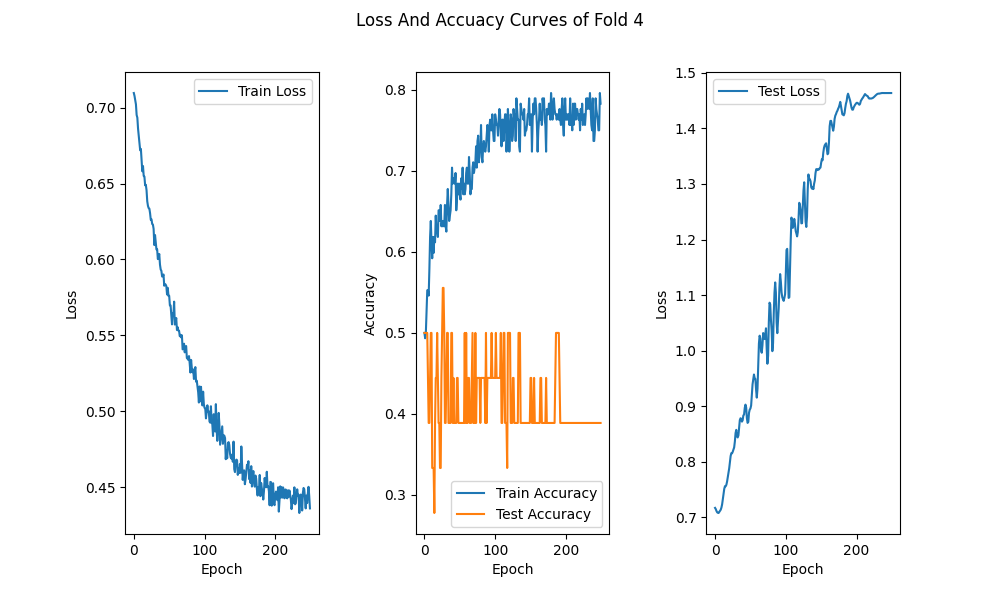 Loss And Accuacy Curves of Fold 4
Train Loss
0.70
0.65
0.60
0.55
0.50
0.45
Loss
0
100
200
Epoch
0.8
0.7
0.6
0.5
0.4
0.3
Accuracy
Train Accuracy
Test Accuracy
0
100
200
Epoch
Test Loss
1.5
1.4
1.3
1.2
1.1
1.0
0.9
0.8
0.7
Loss
0
100
200
Epoch